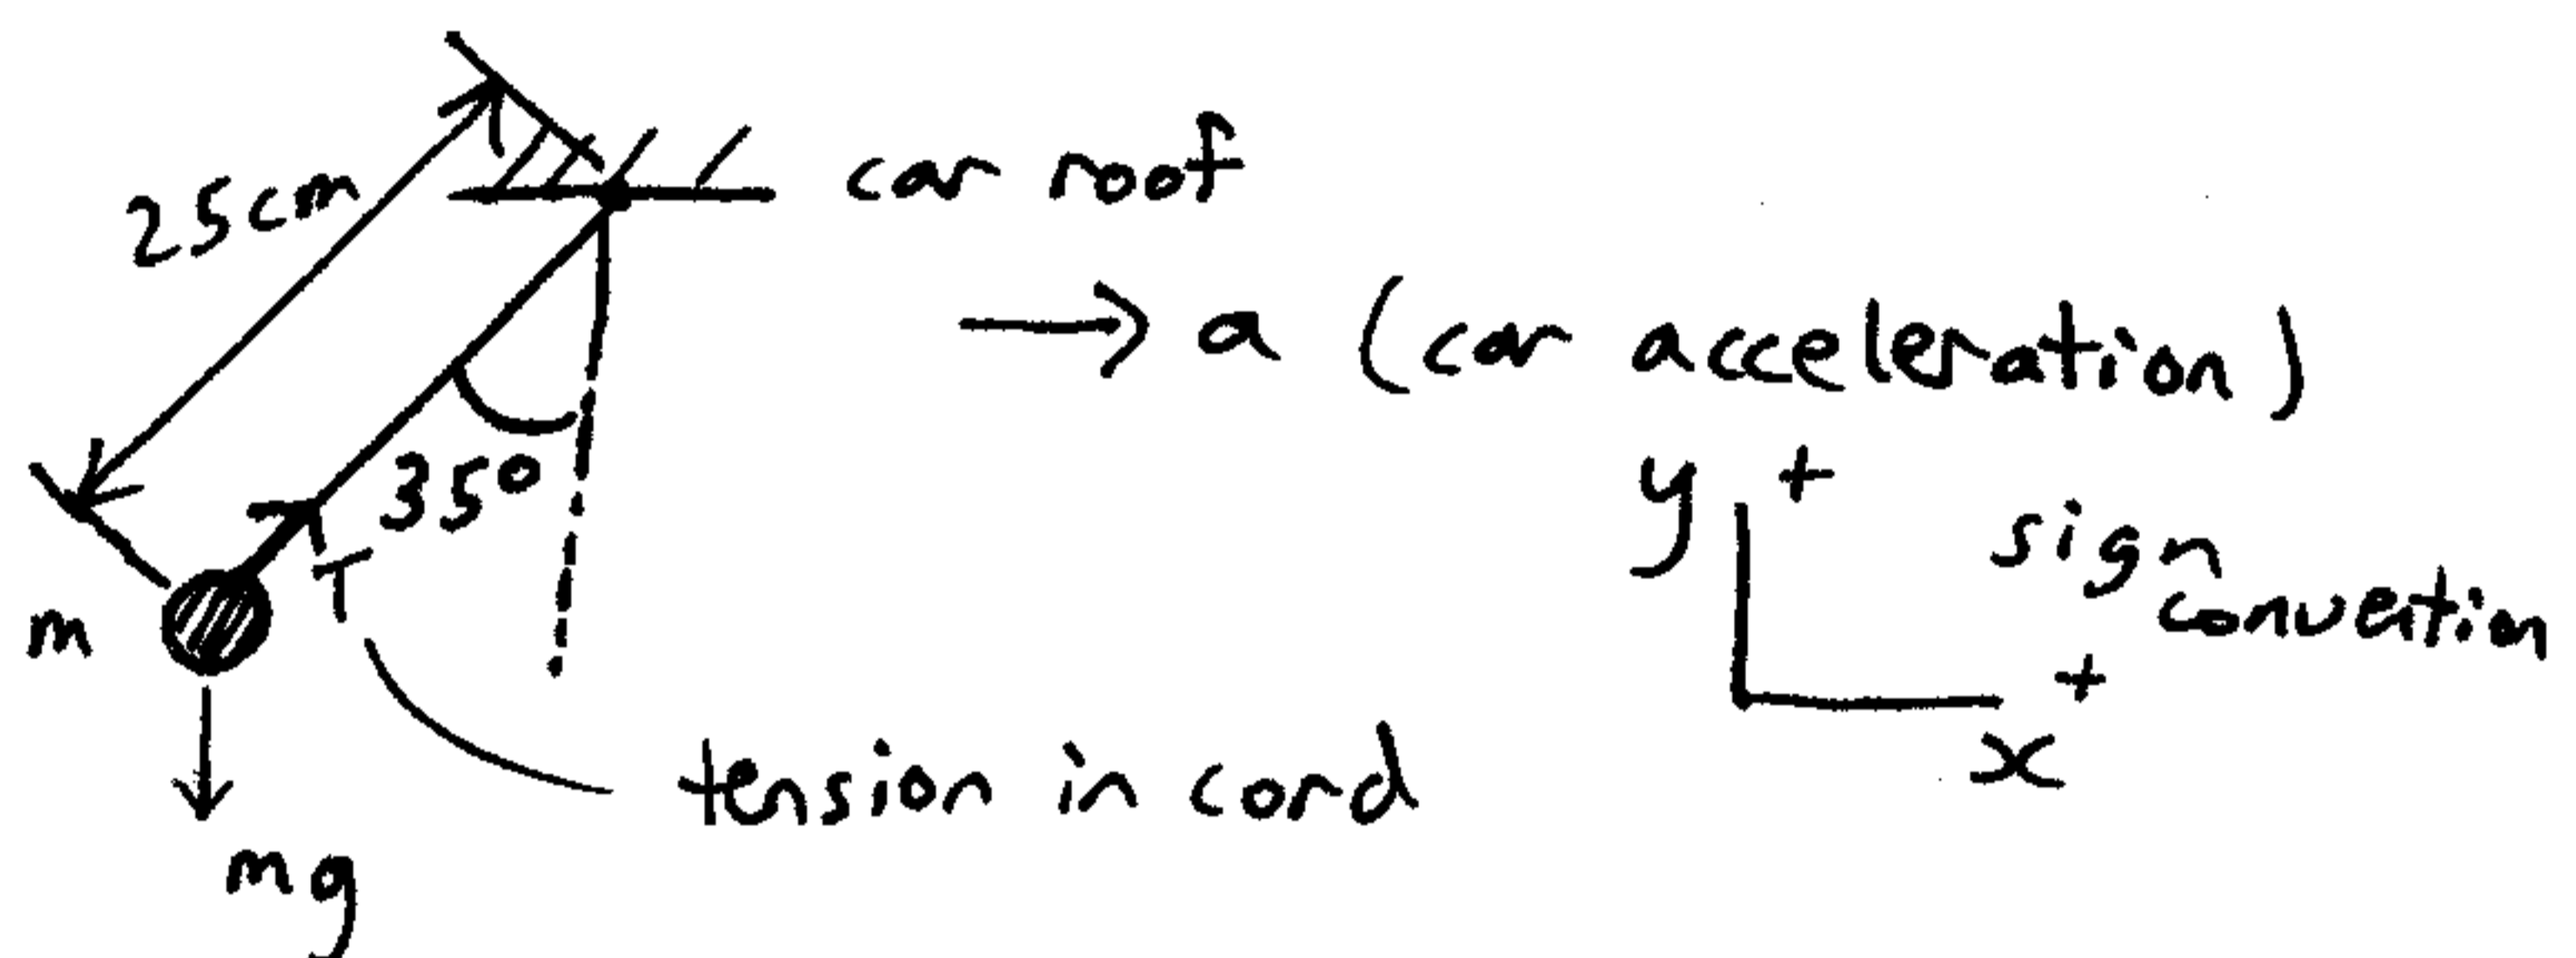 25cm
car roof
→ a (car acceleration)
35°
y +
sign
convention
m
T
+
x
tension in cord
mg